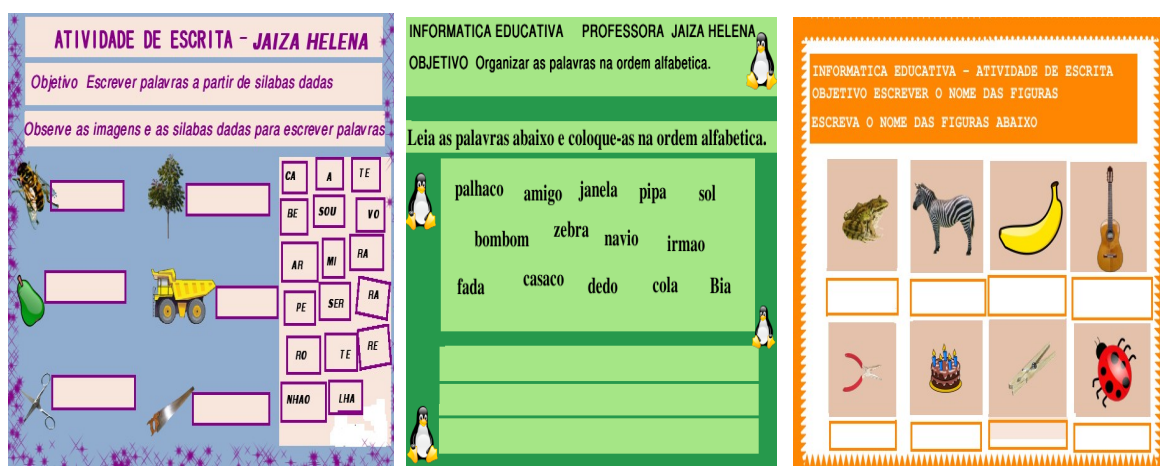 ATIVIDADE DE ESCRITA - JAIZA HELENA
Objetivo Escrever palavras a partir de silabas dadas
Observe as imagens e as silabas dadas para escrever palavras
CA A TE
BE SOU VO
AR MI RA
PE SER RA
RO TE RE
NHAO LHA
INFORMATICA EDUCATIVA PROFESSORA JAIZA HELENA
OBJETIVO Organizar as palavras na ordem alfabetica.
Leia as palavras abaixo e coloque-as na ordem alfabetica.
palhaco amigo janela pipa sol
bombom zebra navio irmao
fada casaco dedo cola Bia
INFORMATICA EDUCATIVA - ATIVIDADE DE ESCRITA
OBJETIVO ESCREVER O NOME DAS FIGURAS
ESCREVA O NOME DAS FIGURAS ABAIXO